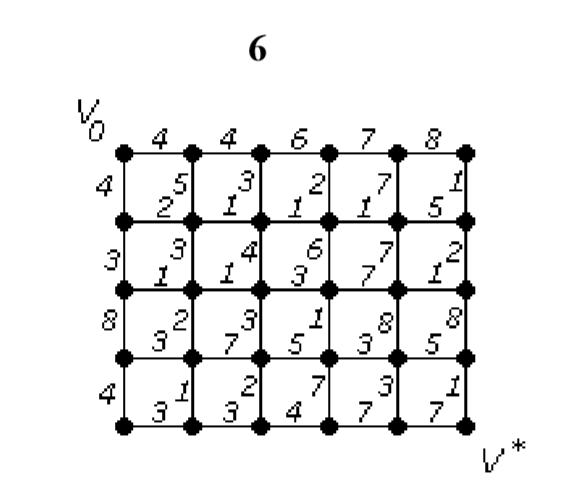 6
V0
4 4 6 7 8
4 5 3 2 7 1
2 1 1 1 5
3 3 4 6 7 2
1 1 3 7 1
8 2 3 1 8 8
3 7 5 3 5
4 1 2 7 3 1
3 3 4 7 7
V*